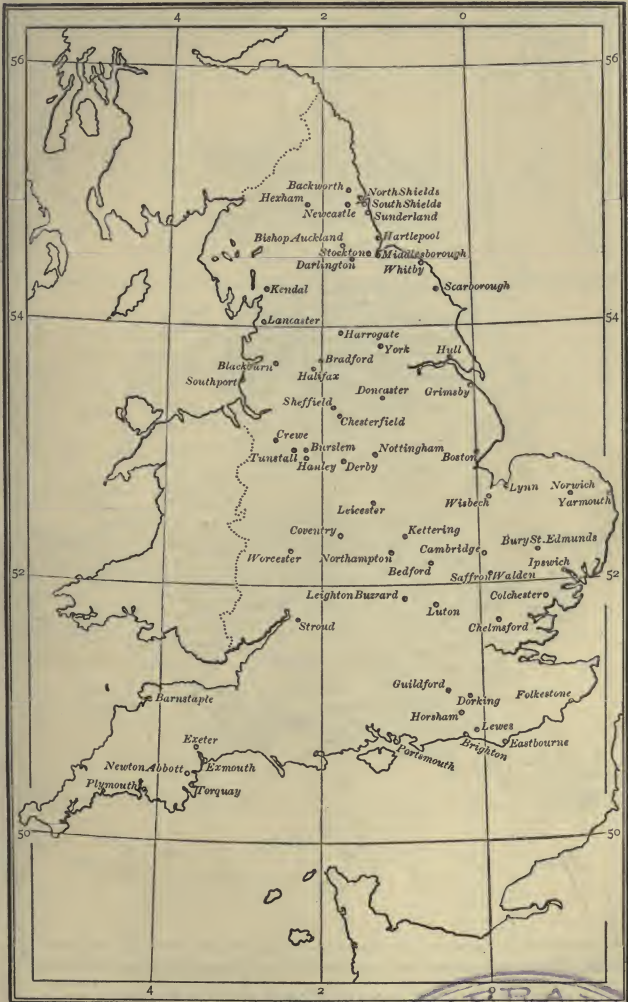 4 2 0
56 56
Backworth
North Shields
Hexham
South Shields
Newcastle
Sunderland
Bishop Auckland
Hartlepool
Stockton
Middlesborough
Whitby
Darlington
Kendal
Scarborough
54 54
Lancaster
Harrogate
York
Hull
Blackburn
Bradford
Southport
Halifax
Doncaster
Grimsby
Sheffield
Chesterfield
Crewe
Burslem
Nottingham
Tunstall
Hanley
Derby
Boston
Lynn
Norwich
Wisbech
Yarmouth
Leicester
Coventry
Kettering
Bury St. Edmunds
Worcester
Northampton
Cambridge
Bedford
Ipswich
52 52
Saffron Walden
Leighton Buzzard
Colchester
Luton
Stroud
Chelmsford
Guildford
Barnstaple
Dorking
Folkestone
Horsham
Lewes
Exeter
Portsmouth
Brighton
Eastbourne
Newton Abbott
Exmouth
Plymouth
Torquay
50 50
4 2 0